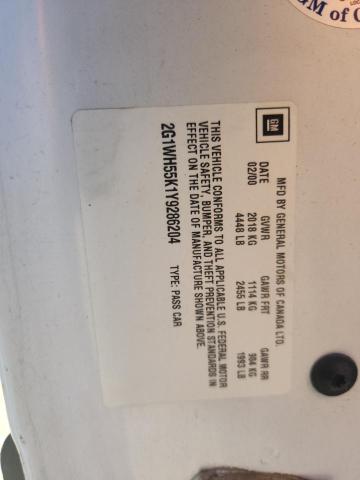 GM of C
GM
MFD BY GENERAL MOTORS OF CANADA LTD.
DATE GVWR GAWR FRT GAWR RR
02/00 2018 KG 1114 KG 904 KG
4448 LB 2455 LB 1993 LB
THIS VEHICLE CONFORMS TO ALL APPLICABLE U.S. FEDERAL MOTOR
VEHICLE SAFETY, BUMPER, AND THEFT PREVENTION STANDARDS IN
EFFECT ON THE DATE OF MANUFACTURE SHOWN ABOVE.
2G1WH55K1Y9286204 TYPE: PASS CAR